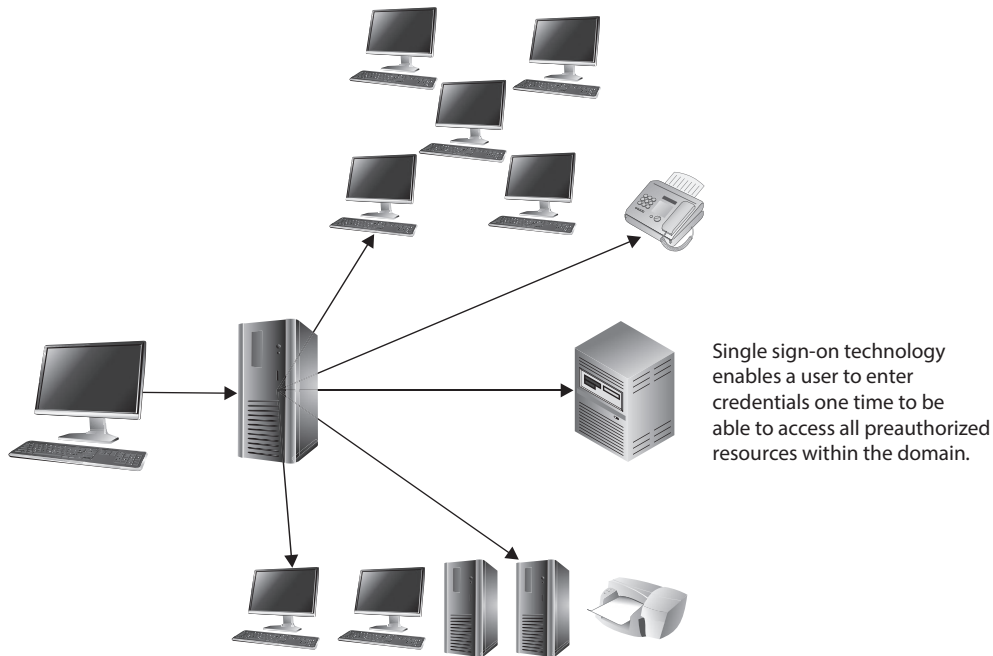 Single sign-on technology
enables a user to enter
credentials one time to be
able to access all preauthorized
resources within the domain.